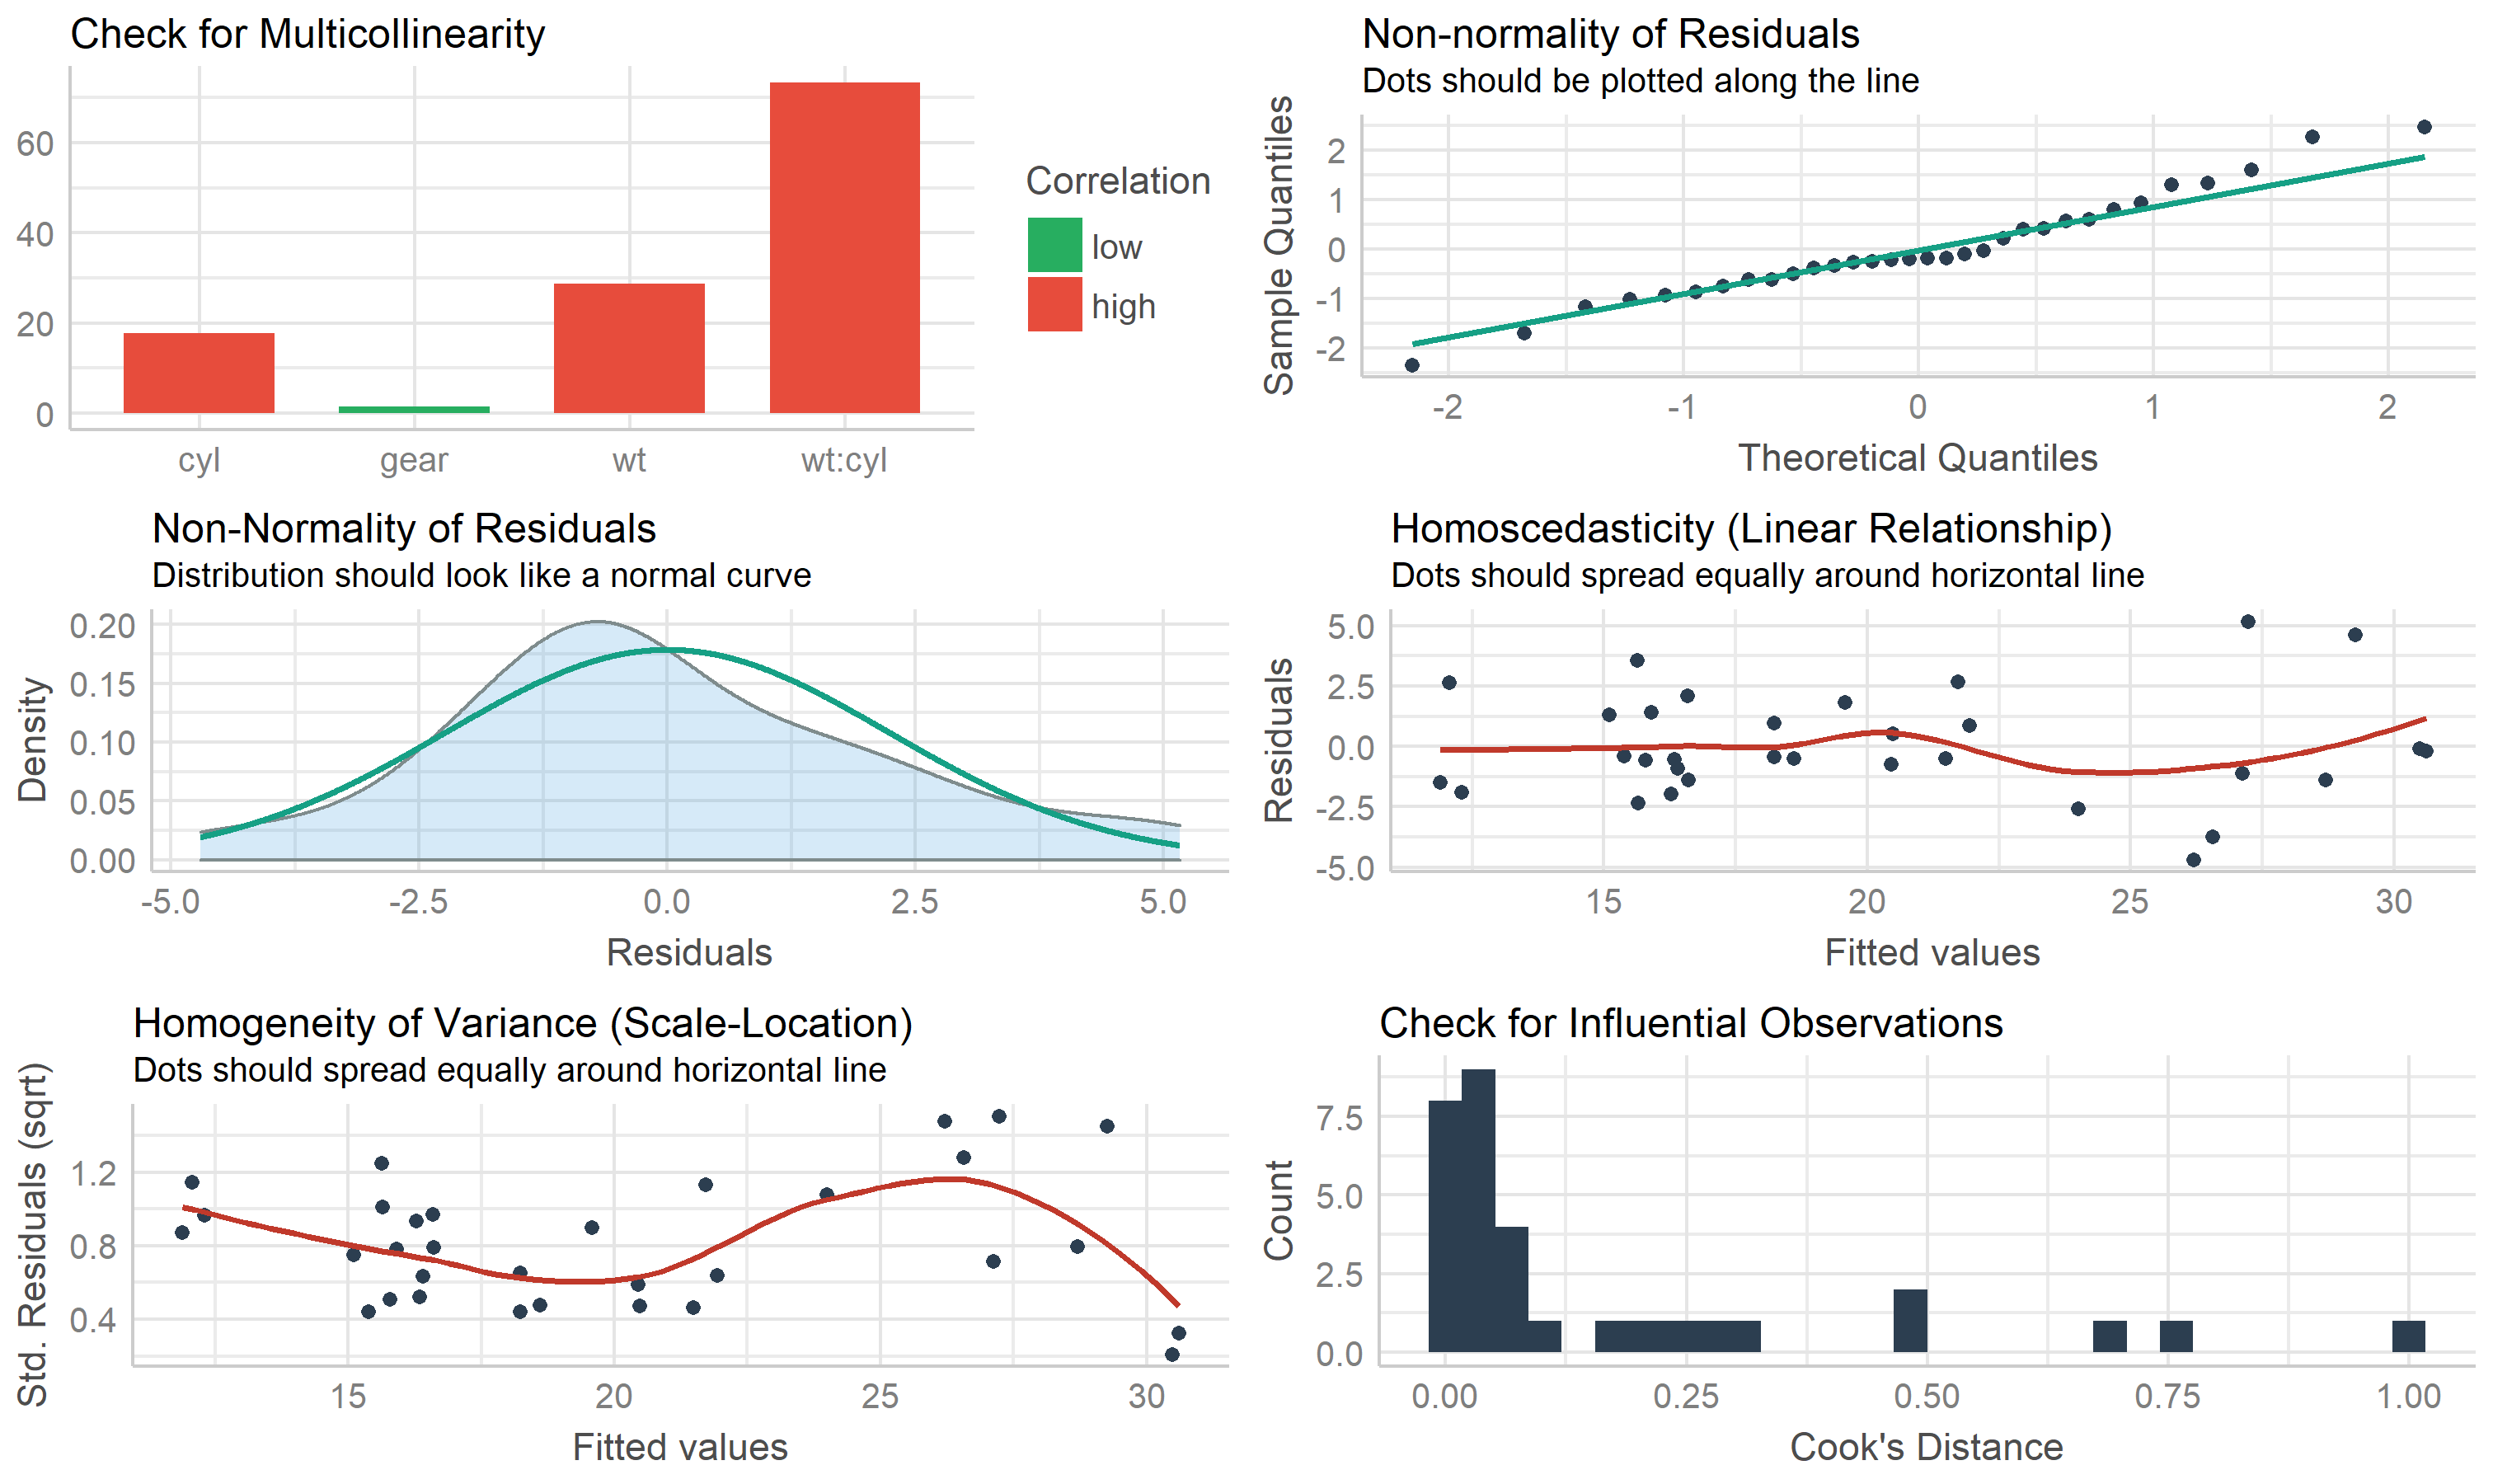 Check for Multicollinearity
60
40
20
0
cyl gear wt wt:cyl
Correlation
low
high
Non-normality of Residuals
Dots should be plotted along the line
Sample Quantiles
2
1
0
-1
-2
-2 -1 0 1 2
Theoretical Quantiles
Non-Normality of Residuals
Distribution should look like a normal curve
Density
0.20
0.15
0.10
0.05
0.00
-5.0 -2.5 0.0 2.5 5.0
Residuals
Homoscedasticity (Linear Relationship)
Dots should spread equally around horizontal line
Residuals
5.0
2.5
0.0
-2.5
-5.0
15 20 25 30
Fitted values
Homogeneity of Variance (Scale-Location)
Dots should spread equally around horizontal line
Std. Residuals (sqrt)
1.2
0.8
0.4
15 20 25 30
Fitted values
Check for Influential Observations
Count
7.5
5.0
2.5
0.0
0.00 0.25 0.50 0.75 1.00
Cook's Distance